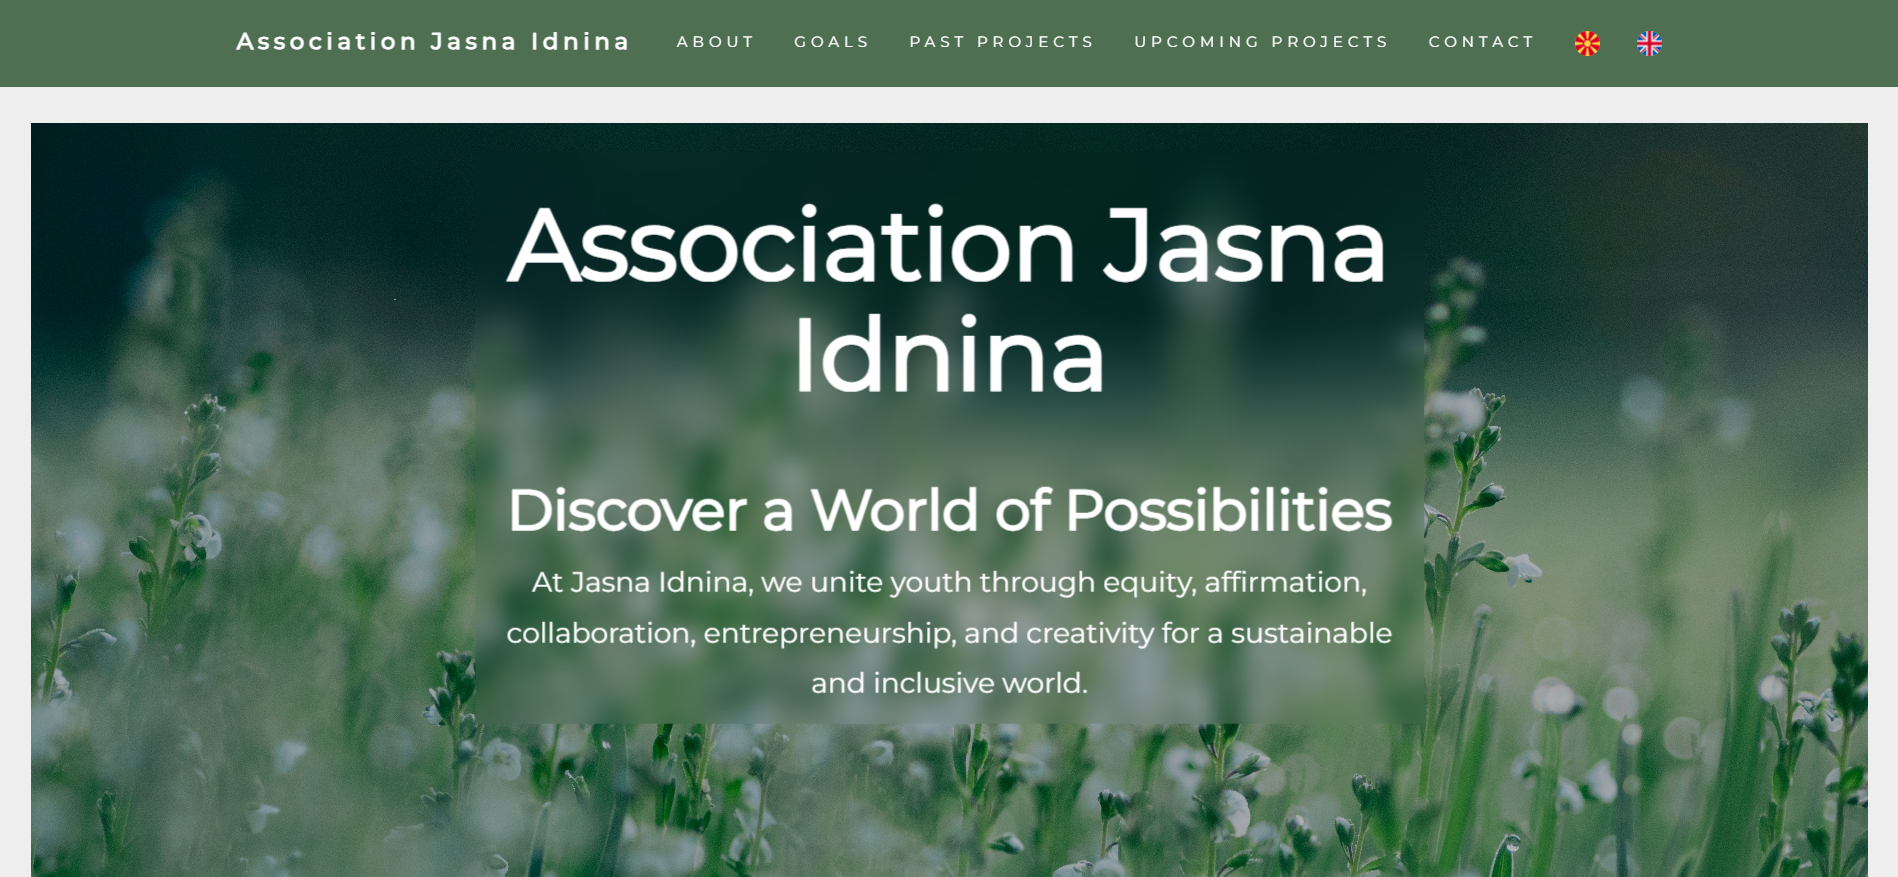 Association Jasna Idnina
ABOUT
GOALS
PAST PROJECTS
UPCOMING PROJECTS
CONTACT
Association Jasna
Idnina
Discover a World of Possibilities
At Jasna Idnina, we unite youth through equity, affirmation,
collaboration, entrepreneurship, and creativity for a sustainable
and inclusive world.